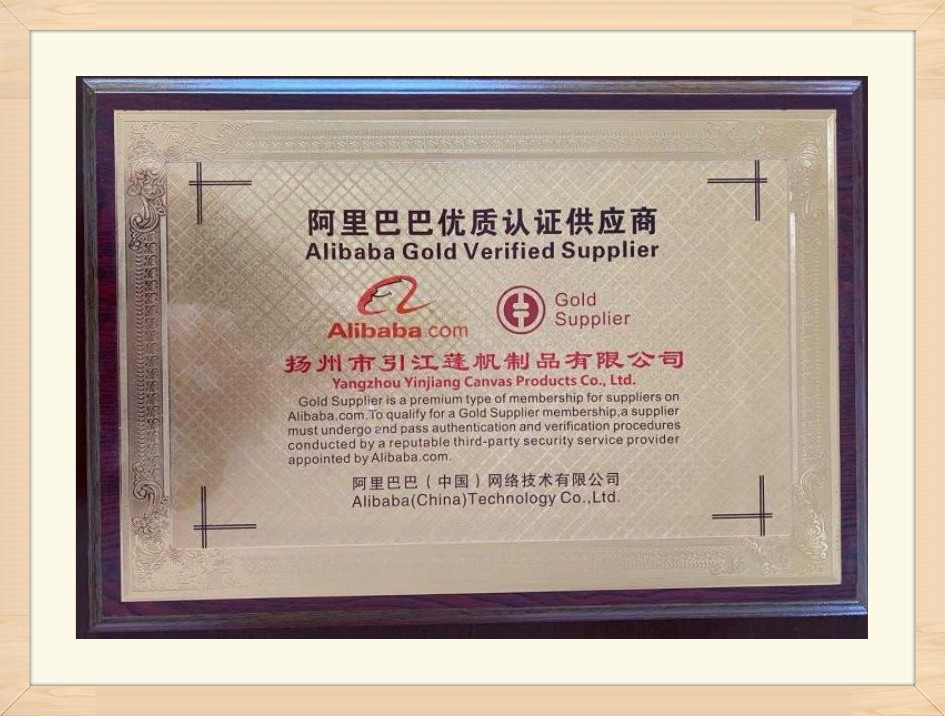 阿里巴巴优质认证供应商
Alibaba Gold Verified Supplier
Alibaba.com
Gold
Supplier
扬州市引江蓬帆制品有限公司
Yangzhou Yinjiang Canvas Products Co., Ltd.
Gold Supplier is a premium type of membership for suppliers on
Alibaba.com.To qualify for a Gold Supplier membership,a supplier
must undergo and pass authentication and verification procedures
conducted by a reputable third-party security service provider
appointed by Alibaba.com.
阿里巴巴（中国）网络技术有限公司
Alibaba(China)Technology Co.,Ltd.